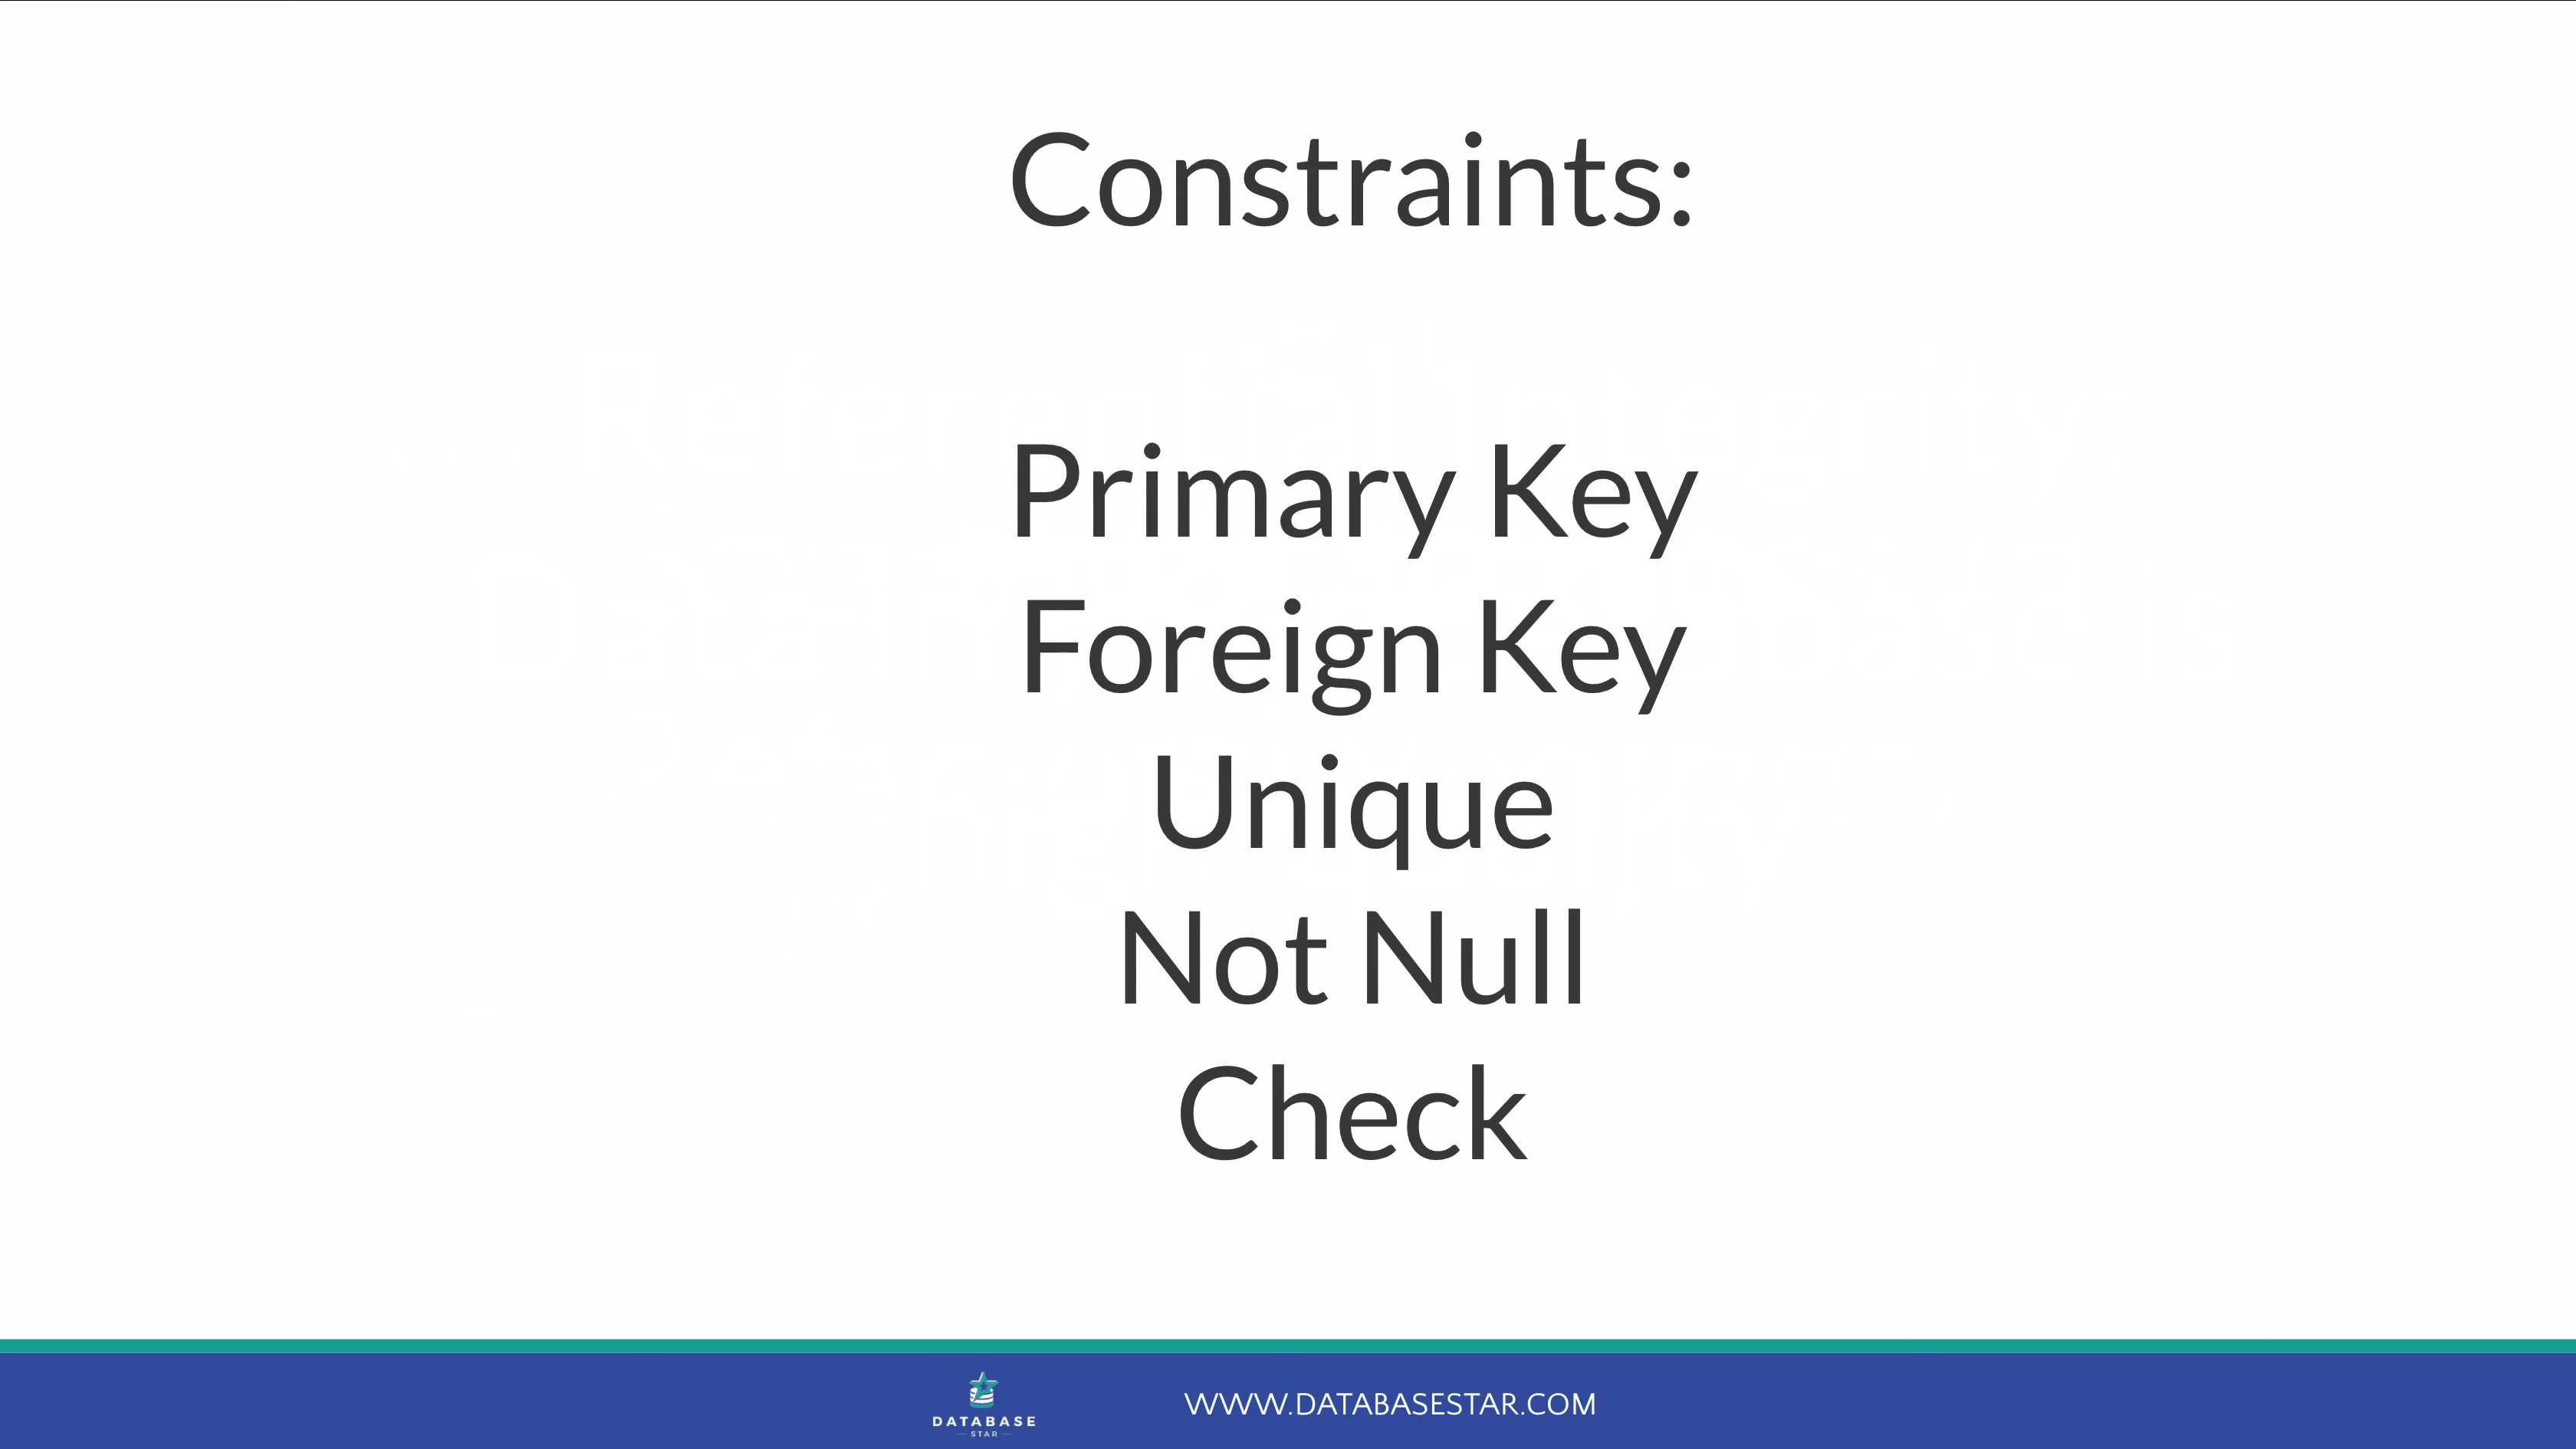 Constraints:
Primary Key
Foreign Key
Unique
Not Null
Check
DATABASE
STAR
WWW.DATABASESTAR.COM